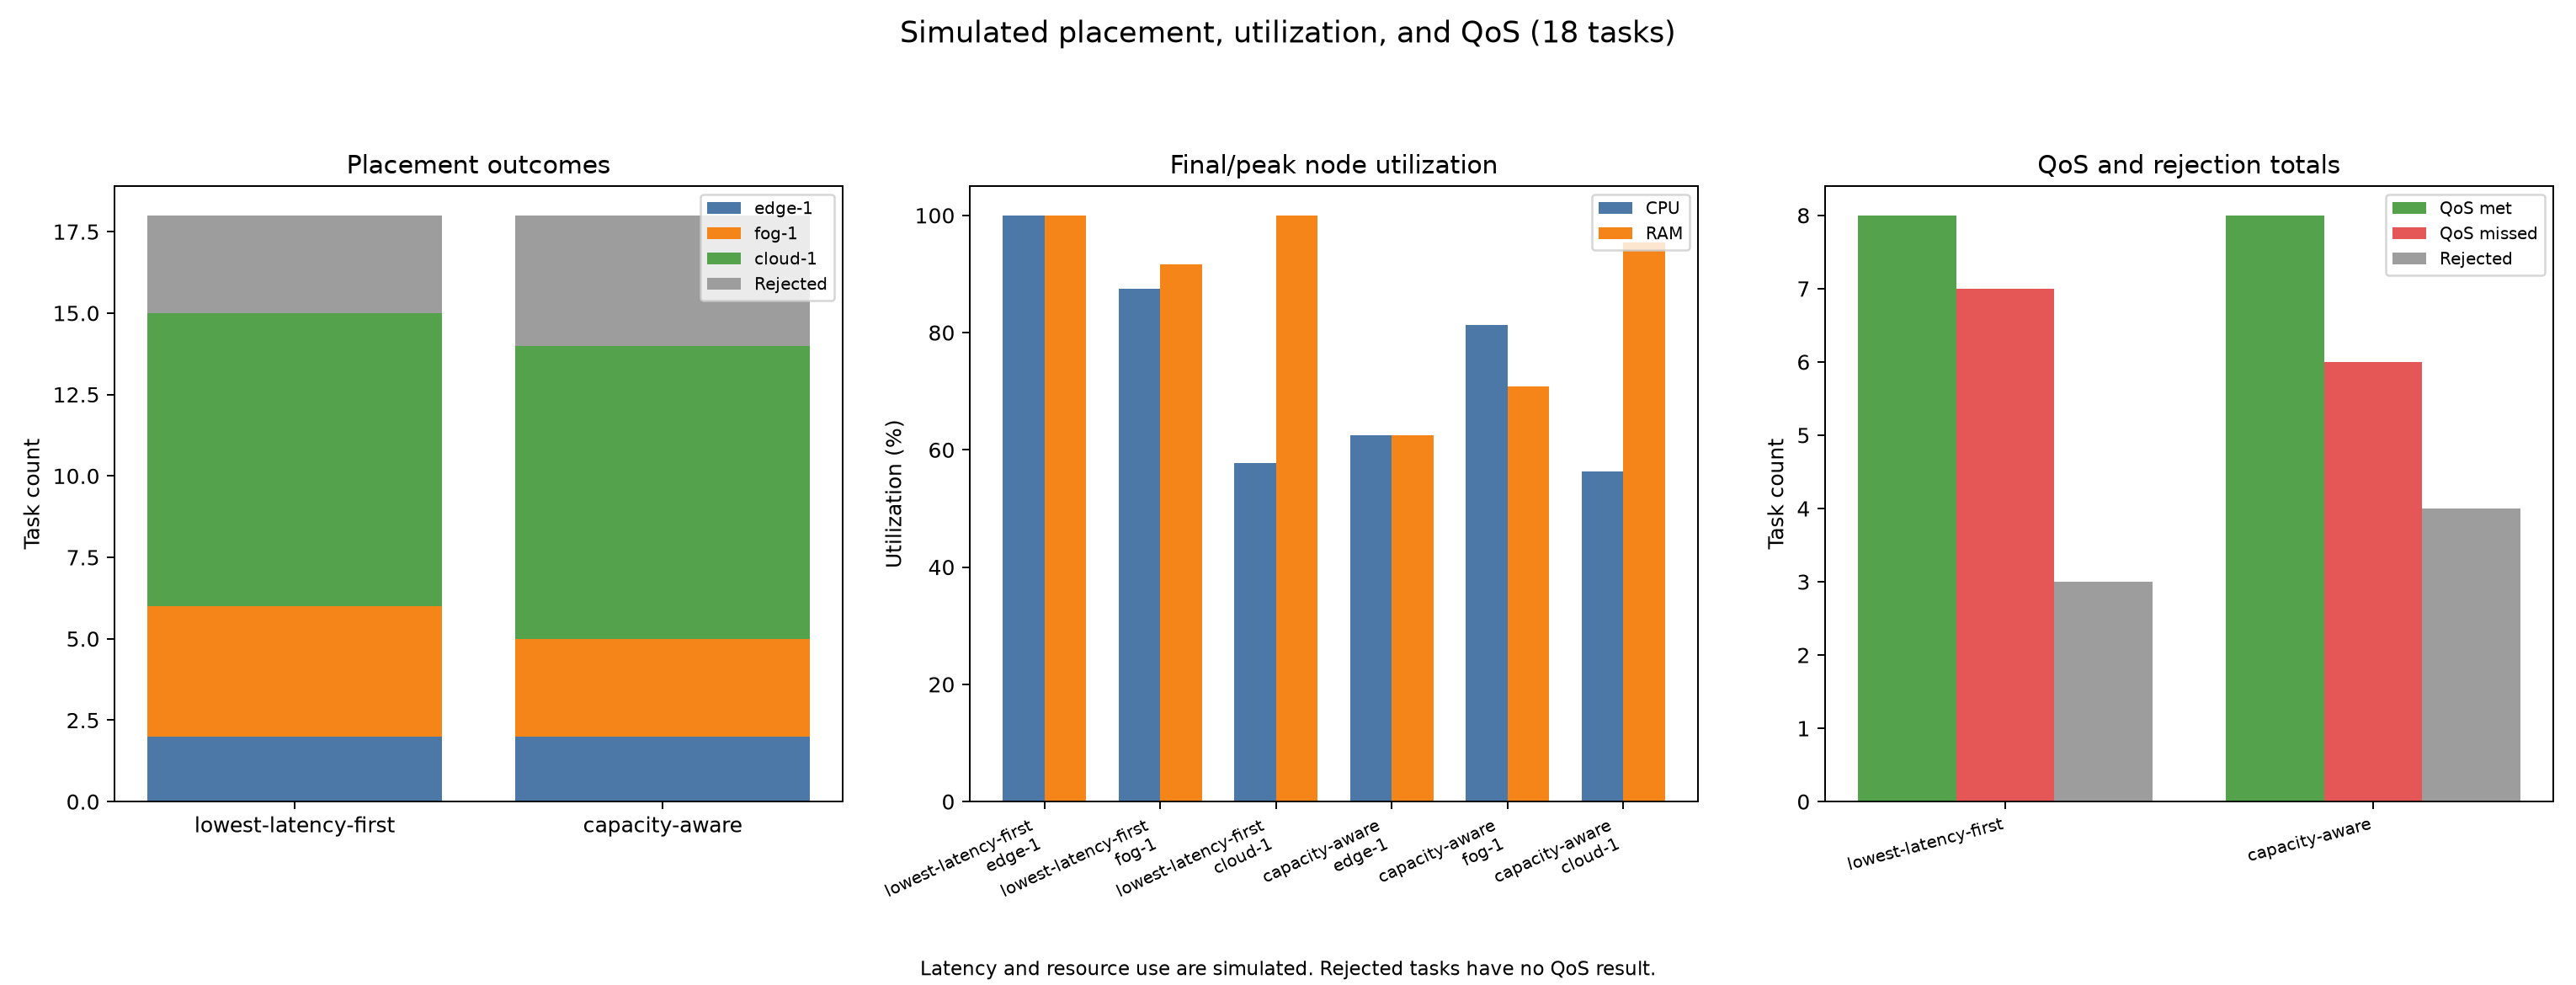 Simulated placement, utilization, and QoS (18 tasks)
Placement outcomes
Task count
17.5
15.0
12.5
10.0
7.5
5.0
2.5
0.0
edge-1
fog-1
cloud-1
Rejected
lowest-latency-first
capacity-aware
Final/peak node utilization
Utilization (%)
100
80
60
40
20
0
CPU
RAM
lowest-latency-first
edge-1
lowest-latency-first
fog-1
lowest-latency-first
cloud-1
capacity-aware
edge-1
capacity-aware
fog-1
capacity-aware
cloud-1
QoS and rejection totals
Task count
8
7
6
5
4
3
2
1
0
QoS met
QoS missed
Rejected
lowest-latency-first
capacity-aware
Latency and resource use are simulated. Rejected tasks have no QoS result.